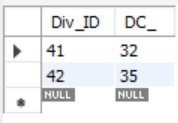 Div_ID DC_
41 32
42 35
NULL NULL